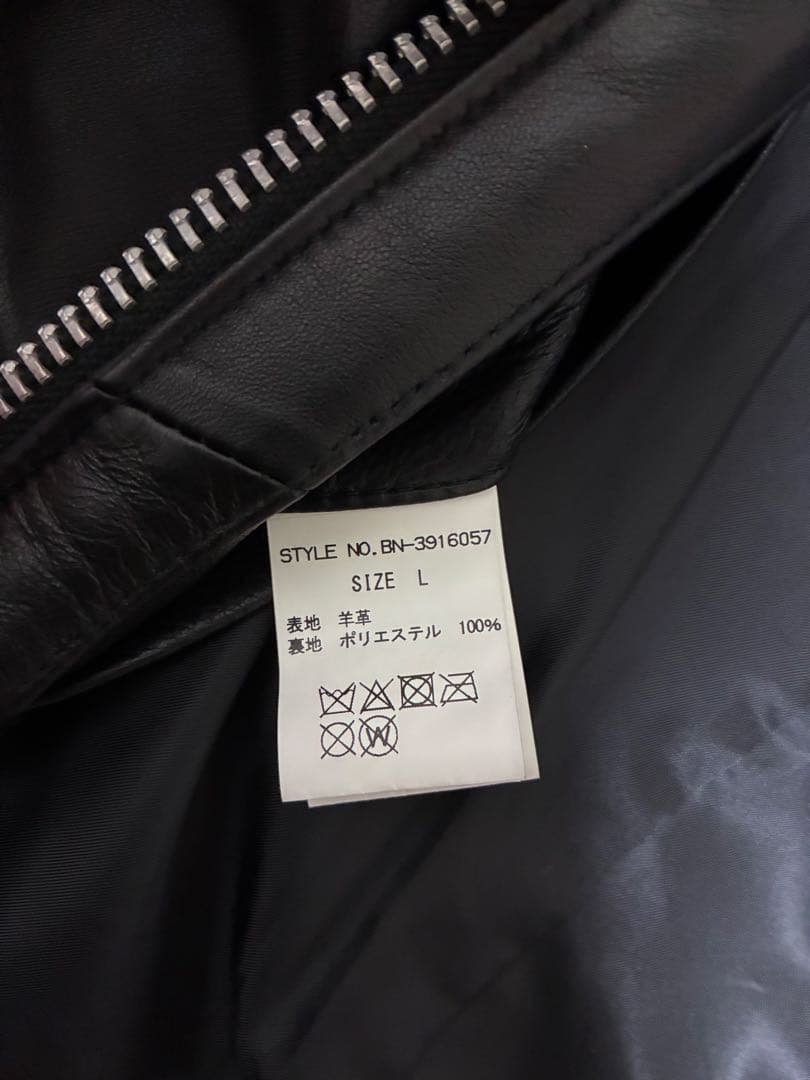 STYLE NO.BN-3916057
SIZE L
表地 羊革
裏地 ポリエステル 100%
W